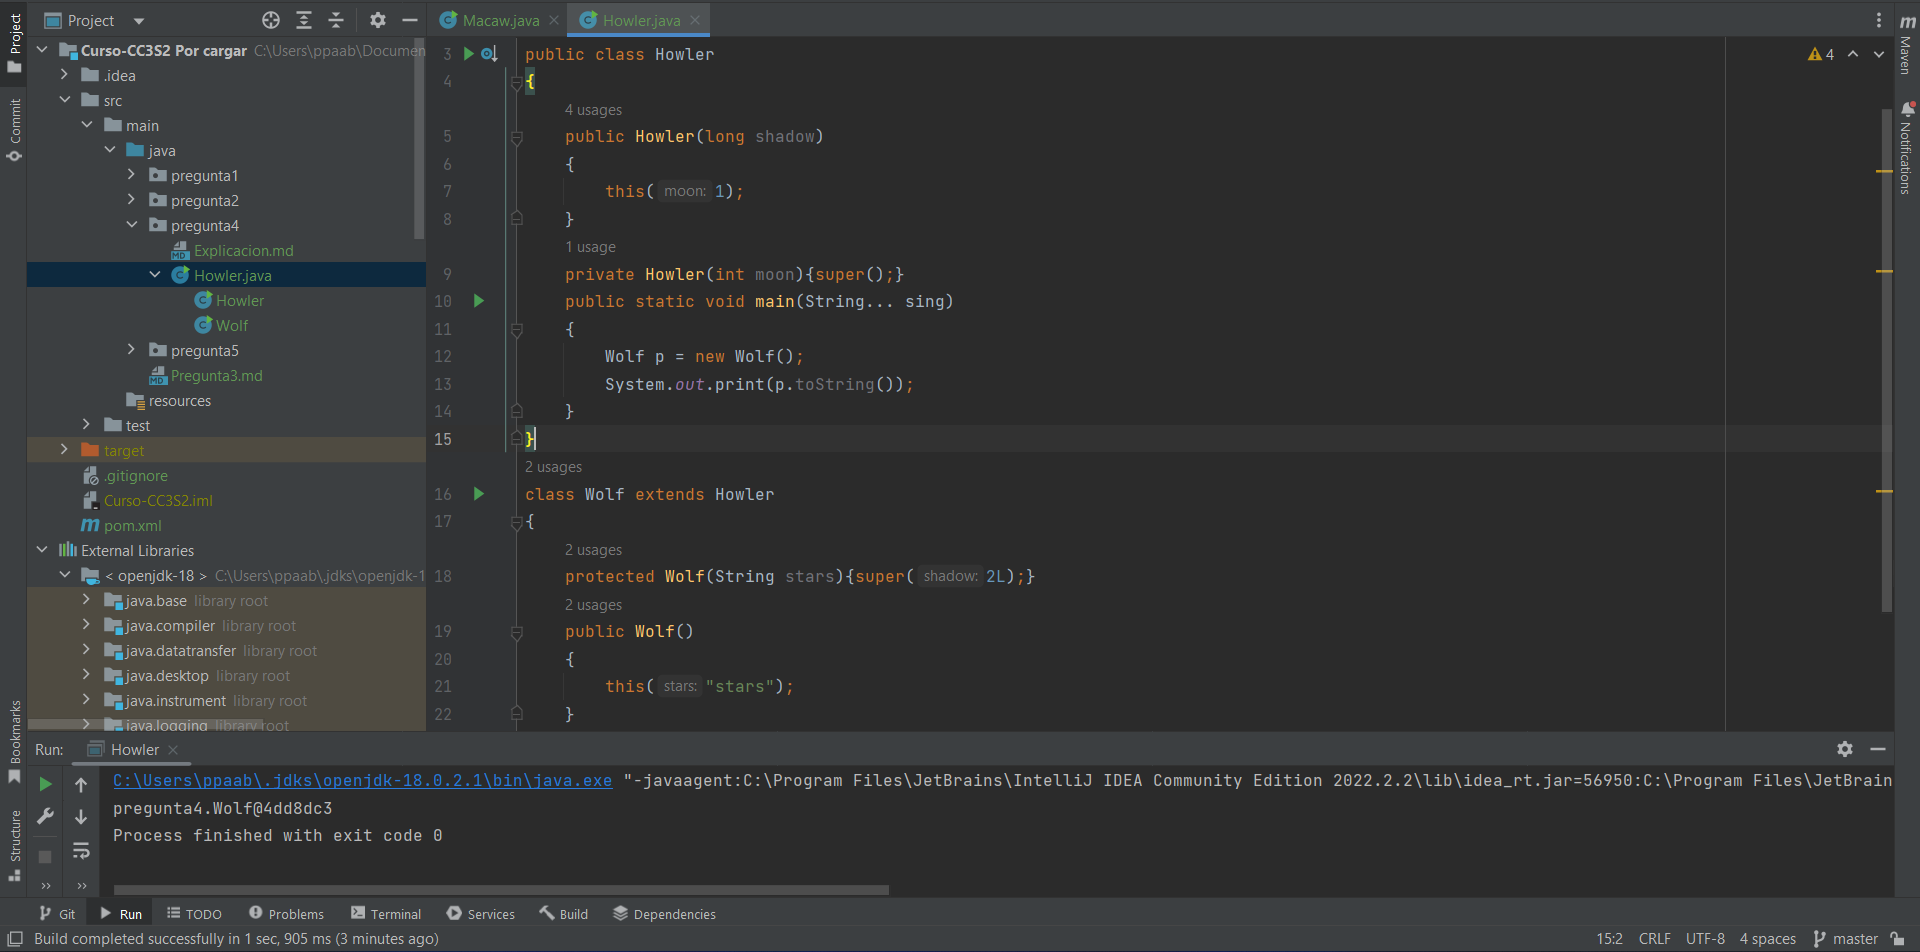 Project
Macaw.java
Howler.java
Project
Commit
Bookmarks
Structure
Curso-CC3S2 Por cargar C:\Users\ppaab\Documen
.idea
src
main
java
pregunta1
pregunta2
pregunta4
Explicacion.md
Howler.java
Howler
Wolf
pregunta5
Pregunta3.md
resources
test
target
.gitignore
Curso-CC3S2.iml
pom.xml
External Libraries
< openjdk-18 > C:\Users\ppaab\.jdks\openjdk-1
java.base library root
java.compiler library root
java.datatransfer library root
java.desktop library root
java.instrument library root
java.logging library root
3 public class Howler
4 {
4 usages
5 public Howler(long shadow)
6 {
7 this( moon: 1);
8 }
1 usage
9 private Howler(int moon){super();}
10 public static void main(String... sing)
11 {
12 Wolf p = new Wolf();
13 System.out.print(p.toString());
14 }
15 }
2 usages
16 class Wolf extends Howler
17 {
2 usages
18 protected Wolf(String stars){super( shadow: 2L);}
2 usages
19 public Wolf()
20 {
21 this( stars: "stars");
22 }
4
Maven
Notifications
Run: Howler
C:\Users\ppaab\.jdks\openjdk-18.0.2.1\bin\java.exe "-javaagent:C:\Program Files\JetBrains\IntelliJ IDEA Community Edition 2022.2.2\lib\idea_rt.jar=56950:C:\Program Files\JetBrain
pregunta4.Wolf@4dd8dc3
Process finished with exit code 0
Git Run TODO Problems Terminal Services Build Dependencies
Build completed successfully in 1 sec, 905 ms (3 minutes ago)
15:2 CRLF UTF-8 4 spaces master